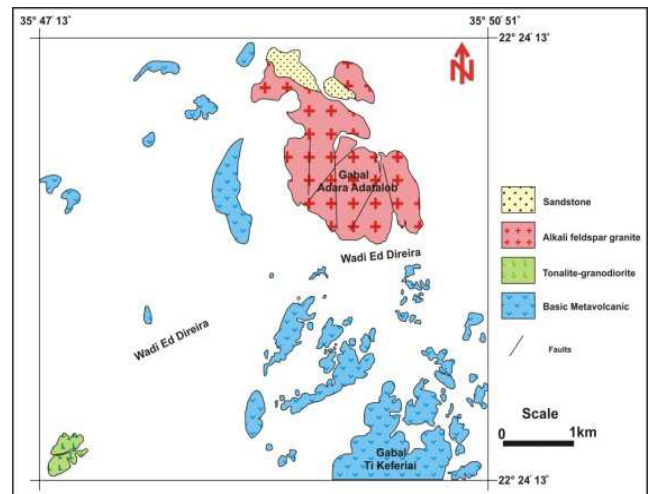 35° 47' 13"
35° 50' 51"
22° 24' 13"
N
Gabal
Adara Adatalob
Sandstone
Alkali feldspar granite
Tonalite-granodiorite
Basic Metavolcanic
Faults
Wadi Ed Direira
Wadi Ed Direira
Scale
0 1km
Gabal
Ti Keferiai
22° 24' 13"